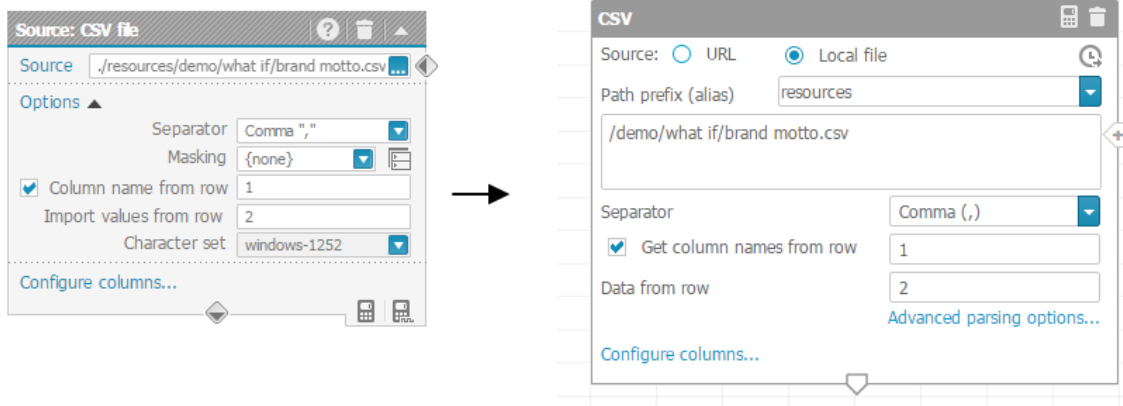 Source: CSV file
Source ./resources/demo/what if/brand motto.csv ...
Options
Separator Comma ","
Masking {none}
Column name from row 1
Import values from row 2
Character set windows-1252
Configure columns...
CSV
Source: URL Local file
Path prefix (alias) resources
/demo/what if/brand motto.csv
Separator Comma (,)
Get column names from row 1
Data from row 2
Advanced parsing options...
Configure columns...